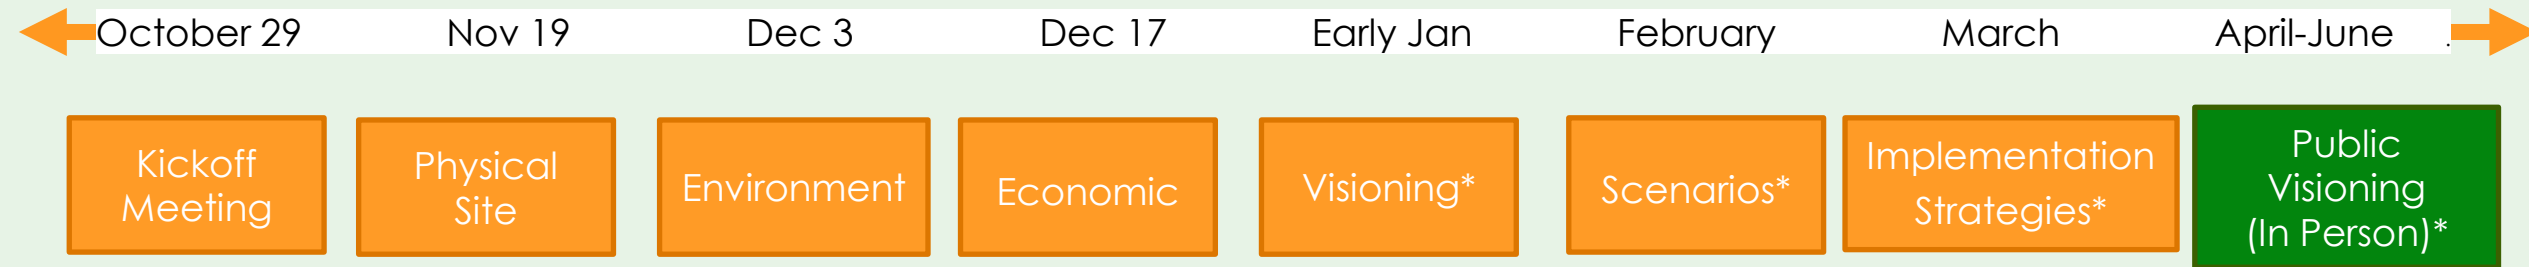 October 29 Nov 19 Dec 3 Dec 17 Early Jan February March April-June .
Kickoff
Meeting
Physical
Site
Environment
Economic
Visioning*
Scenarios*
Implementation
Strategies*
Public
Visioning
(In Person)*